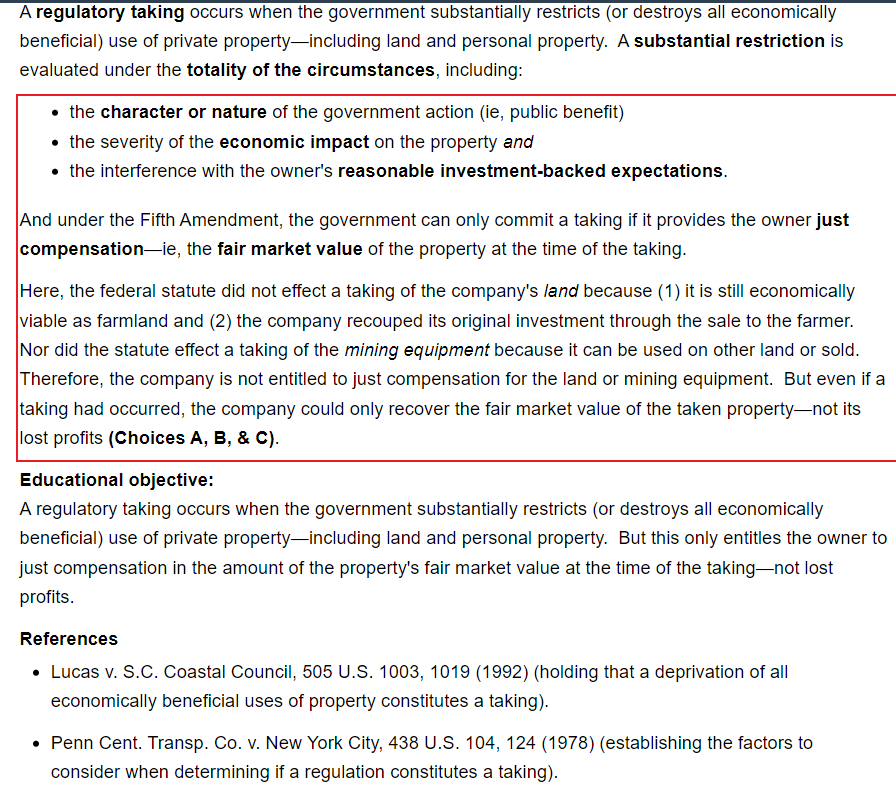 A regulatory taking occurs when the government substantially restricts (or destroys all economically
beneficial) use of private property—including land and personal property.  A substantial restriction is
evaluated under the totality of the circumstances, including:
• the character or nature of the government action (ie, public benefit)
• the severity of the economic impact on the property and
• the interference with the owner's reasonable investment-backed expectations.
And under the Fifth Amendment, the government can only commit a taking if it provides the owner just
compensation—ie, the fair market value of the property at the time of the taking.
Here, the federal statute did not effect a taking of the company's land because (1) it is still economically
viable as farmland and (2) the company recouped its original investment through the sale to the farmer.
Nor did the statute effect a taking of the mining equipment because it can be used on other land or sold.
Therefore, the company is not entitled to just compensation for the land or mining equipment.  But even if a
taking had occurred, the company could only recover the fair market value of the taken property—not its
lost profits (Choices A, B, & C).
Educational objective:
A regulatory taking occurs when the government substantially restricts (or destroys all economically
beneficial) use of private property—including land and personal property.  But this only entitles the owner to
just compensation in the amount of the property's fair market value at the time of the taking—not lost
profits.
References
• Lucas v. S.C. Coastal Council, 505 U.S. 1003, 1019 (1992) (holding that a deprivation of all
economically beneficial uses of property constitutes a taking).
• Penn Cent. Transp. Co. v. New York City, 438 U.S. 104, 124 (1978) (establishing the factors to
consider when determining if a regulation constitutes a taking).